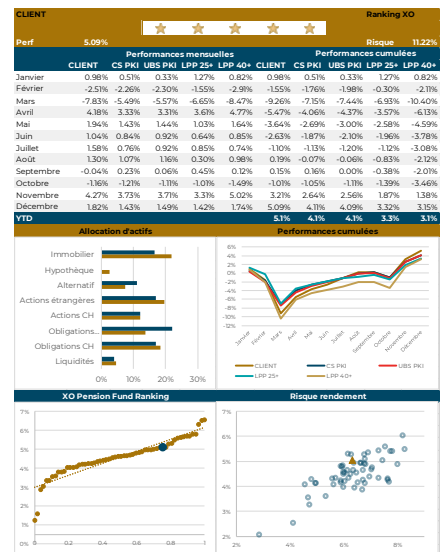 CLIENT Ranking XO
Perf 5.09% Risque 11.22%
Performances mensuelles Performances cumulées
CLIENT CS PKI UBS PKI LPP 25+ LPP 40+ CLIENT CS PKI UBS PKI LPP 25+ LPP 40+
Janvier 0.98% 0.51% 0.33% 1.27% 0.82% 0.98% 0.51% 0.33% 1.27% 0.82%
Février -2.51% -2.26% -2.30% -1.55% -2.91% -1.55% -1.76% -1.98% -0.30% -2.11%
Mars -7.83% -5.49% -5.57% -6.65% -8.47% -9.26% -7.15% -7.44% -6.93% -10.40%
Avril 4.18% 3.33% 3.31% 3.61% 4.77% -5.47% -4.06% -4.37% -3.57% -6.13%
Mai 1.94% 1.43% 1.44% 1.03% 1.64% -3.64% -2.69% -3.00% -2.58% -4.59%
Juin 1.04% 0.84% 0.92% 0.64% 0.85% -2.63% -1.87% -2.10% -1.96% -3.78%
Juillet 1.58% 0.76% 0.92% 0.85% 0.74% -1.10% -1.13% -1.20% -1.12% -3.08%
Août 1.30% 1.07% 1.16% 0.30% 0.98% 0.19% -0.07% -0.06% -0.83% -2.12%
Septembre -0.04% 0.23% 0.06% 0.45% 0.12% 0.15% 0.16% 0.00% -0.38% -2.01%
Octobre -1.16% -1.21% -1.11% -1.01% -1.49% -1.01% -1.05% -1.11% -1.39% -3.46%
Novembre 4.27% 3.73% 3.71% 3.31% 5.02% 3.21% 2.64% 2.56% 1.87% 1.38%
Décembre 1.82% 1.43% 1.49% 1.42% 1.74% 5.09% 4.11% 4.09% 3.32% 3.15%
YTD 5.1% 4.1% 4.1% 3.3% 3.1%
Allocation d'actifs
Immobilier
Hypothèque
Alternatif
Actions étrangères
Actions CH
Obligations...
Obligations CH
Liquidités
0% 10% 20% 30%
Performances cumulées
6%
4%
2%
0%
-2%
-4%
-6%
-8%
-10%
-12%
Janvier Février Mars Avril Mai Juin Juillet Août Septembre Octobre Novembre Décembre
CLIENT CS PKI UBS PKI
LPP 25+ LPP 40+
XO Pension Fund Ranking
7%
6%
5%
4%
3%
2%
1%
0%
0 0.2 0.4 0.6 0.8 1
Risque rendement
7%
6%
5%
4%
3%
2%
2% 4% 6% 8%